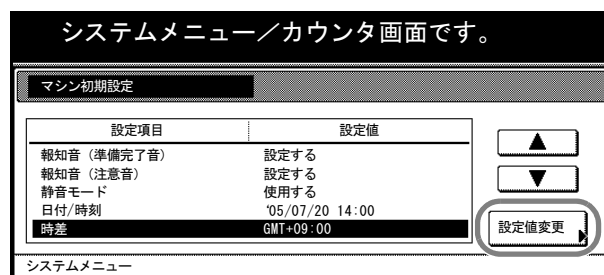 システムメニュー／カウンタ画面です。
マシン初期設定
設定項目 設定値
報知音（準備完了音） 設定する
報知音（注意音） 設定する
静音モード 使用する
日付/時刻 '05/07/20 14:00
時差 GMT+09:00
設定値変更
システムメニュー